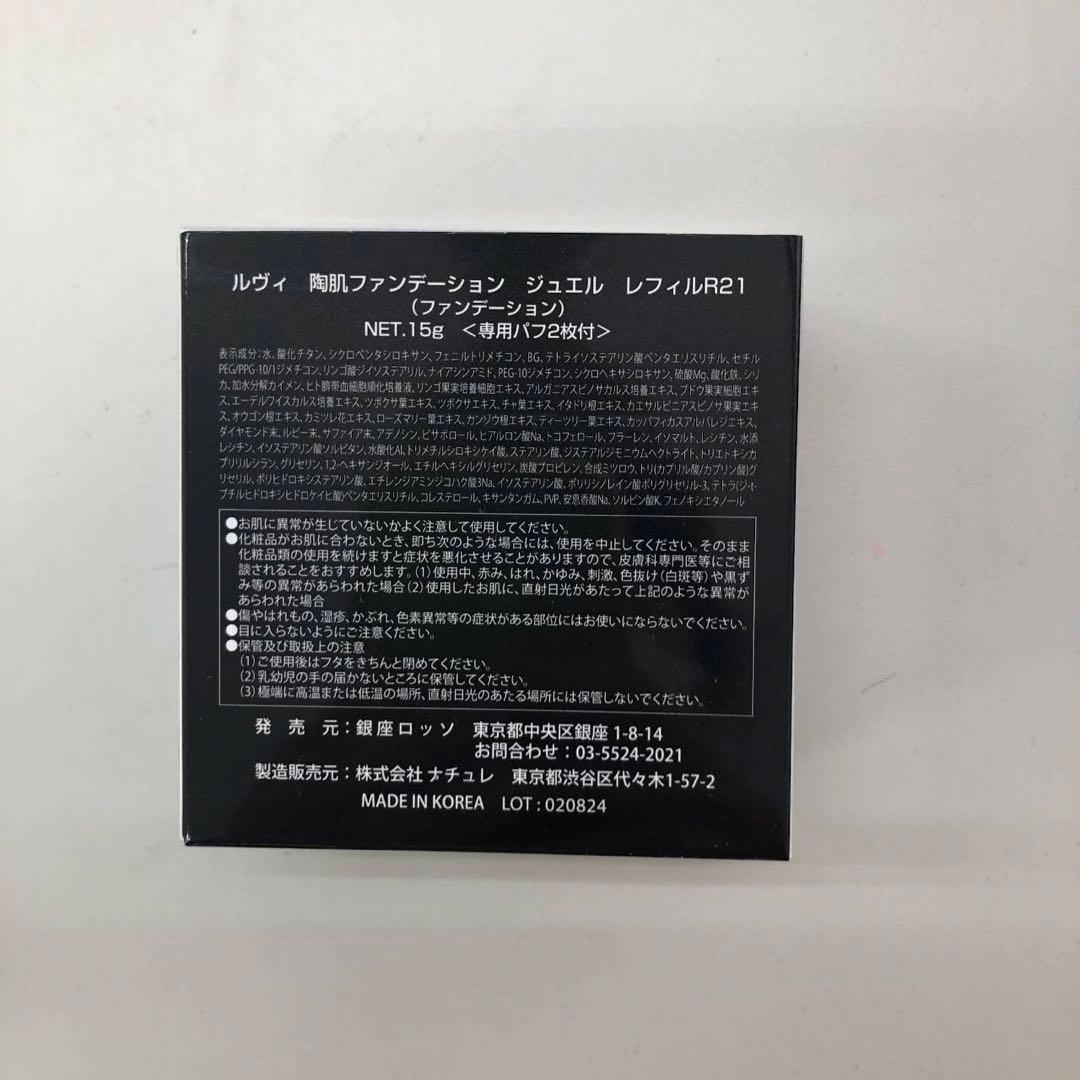 ルヴィ　陶肌ファンデーション　ジュエル　レフィルR21
（ファンデーション）
NET.15g　＜専用パフ2枚付＞
表示成分：水、酸化チタン、シクロペンタシロキサン、フェニルトリメチコン、BG、テトライソステアリン酸ペンタエリスリチル、セチル
PEG/PPG-10/1ジメチコン、リンゴ酸ジイソステアリル、ナイアシンアミド、PEG-10ジメチコン、シクロヘキサシロキサン、硫酸Mg、酸化鉄、シリ
カ、加水分解カイメン、ヒト臍帯血細胞順化培養液、リンゴ果実培養細胞エキス、アルガニアスピノサカルス培養エキス、ブドウ果実細胞エキ
ス、エーデルワイスカルス培養エキス、ツボクサ葉エキス、ツボクサエキス、チャ葉エキス、イタドリ根エキス、カエサルピニアスピノサ果実エキ
ス、オウゴン根エキス、カミツレ花エキス、ローズマリー葉エキス、カンゾウ根エキス、ティーツリー葉エキス、カッパフィカスアルバレジエキス、
ダイヤモンド末、ルビー末、サファイア末、アデノシン、ビサボロール、ヒアルロン酸Na、トコフェロール、フラーレン、イソマルト、レシチン、水添
レシチン、イソステアリン酸ソルビタン、水酸化Al、トリメチルシロキシケイ酸、ステアリン酸、ジステアルジモニウムヘクトライト、トリエトキシカ
プリリルシラン、グリセリン、1,2-ヘキサンジオール、エチルヘキシルグリセリン、炭酸プロピレン、合成ミツロウ、トリ(カプリル酸/カプリン酸)グ
リセリル、ポリヒドロキシステアリン酸、エチレンジアミンジコハク酸3Na、イソステアリン酸、ポリリシノレイン酸ポリグリセリル-3、テトラ(ジ-t-
ブチルヒドロキシヒドロケイヒ酸)ペンタエリスリチル、コレステロール、キサンタンガム、PVP、安息香酸Na、ソルビン酸K、フェノキシエタノール
●お肌に異常が生じていないかよく注意して使用してください。
●化粧品がお肌に合わないとき、即ち次のような場合には、使用を中止してください。そのまま
化粧品類の使用を続けますと症状を悪化させることがありますので、皮膚科専門医等にご相
談されることをおすすめします。(1)使用中、赤み、はれ、かゆみ、刺激、色抜け(白斑等)や黒ず
み等の異常があらわれた場合(2)使用したお肌に、直射日光があたって上記のような異常が
あらわれた場合
●傷やはれもの、湿疹、かぶれ、色素異常等の症状がある部位にはお使いにならないでください。
●目に入らないようにご注意ください。
●保管及び取扱上の注意
(1)ご使用後はフタをきちんと閉めてください。
(2)乳幼児の手の届かないところに保管してください。
(3)極端に高温または低温の場所、直射日光のあたる場所には保管しないでください。
発　売　元：銀座ロッソ　東京都中央区銀座 1-8-14
お問合わせ：03-5524-2021
製造販売元：株式会社 ナチュレ　東京都渋谷区代々木1-57-2
MADE IN KOREA　LOT : 020824